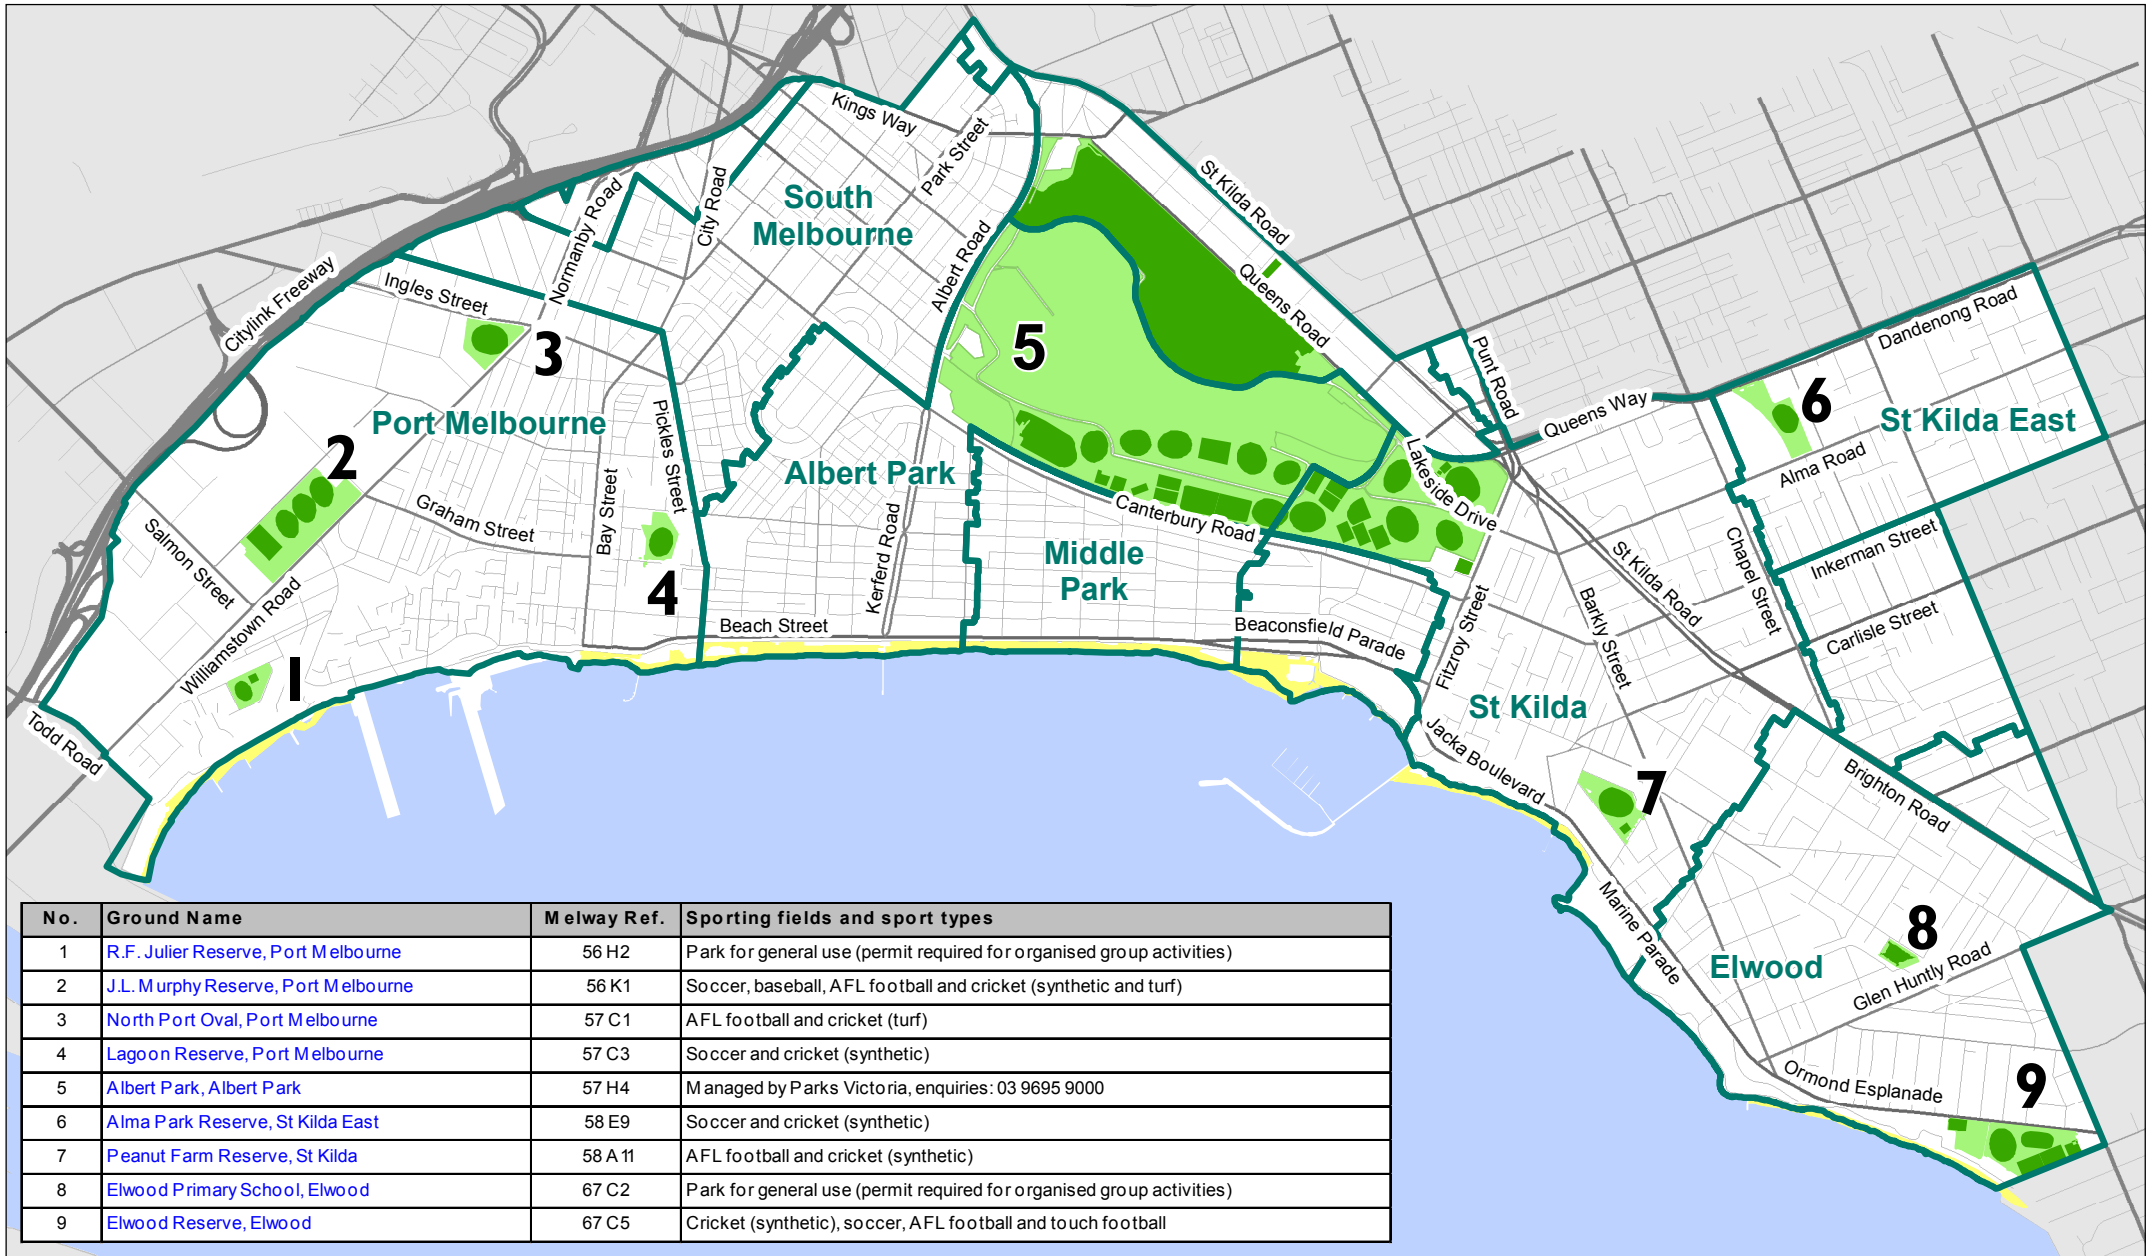 Kings Way
Park Street
South
Melbourne
City Road
Normanby Road
Albert Road
St Kilda Road
Queens Road
Citylink Freeway
Ingles Street
3
5
Punt Road
Dandenong Road
Queens Way
6
St Kilda East
Port Melbourne
2
Pickles Street
Albert Park
Lakeside Drive
Alma Road
Graham Street
Bay Street
Canterbury Road
Salmon Street
Middle
Park
Kerferd Road
4
St Kilda Road
Chapel Street
Inkerman Street
Williamstown Road
Beach Street
Beaconsfield Parade
Fitzroy Street
Barkly Street
Carlisle Street
1
Todd Road
St Kilda
Jacka Boulevard
7
Brighton Road
Marine Parade
8
Elwood
Glen Huntly Road
Ormond Esplanade
9
No. Ground Name Melway Ref. Sporting fields and sport types
1 R.F. Julier Reserve, Port Melbourne 56 H2 Park for general use (permit required for organised group activities)
2 J.L. Murphy Reserve, Port Melbourne 56 K1 Soccer, baseball, AFL football and cricket (synthetic and turf)
3 North Port Oval, Port Melbourne 57 C1 AFL football and cricket (turf)
4 Lagoon Reserve, Port Melbourne 57 C3 Soccer and cricket (synthetic)
5 Albert Park, Albert Park 57 H4 Managed by Parks Victoria, enquiries: 03 9695 9000
6 Alma Park Reserve, St Kilda East 58 E9 Soccer and cricket (synthetic)
7 Peanut Farm Reserve, St Kilda 58 A11 AFL football and cricket (synthetic)
8 Elwood Primary School, Elwood 67 C2 Park for general use (permit required for organised group activities)
9 Elwood Reserve, Elwood 67 C5 Cricket (synthetic), soccer, AFL football and touch football